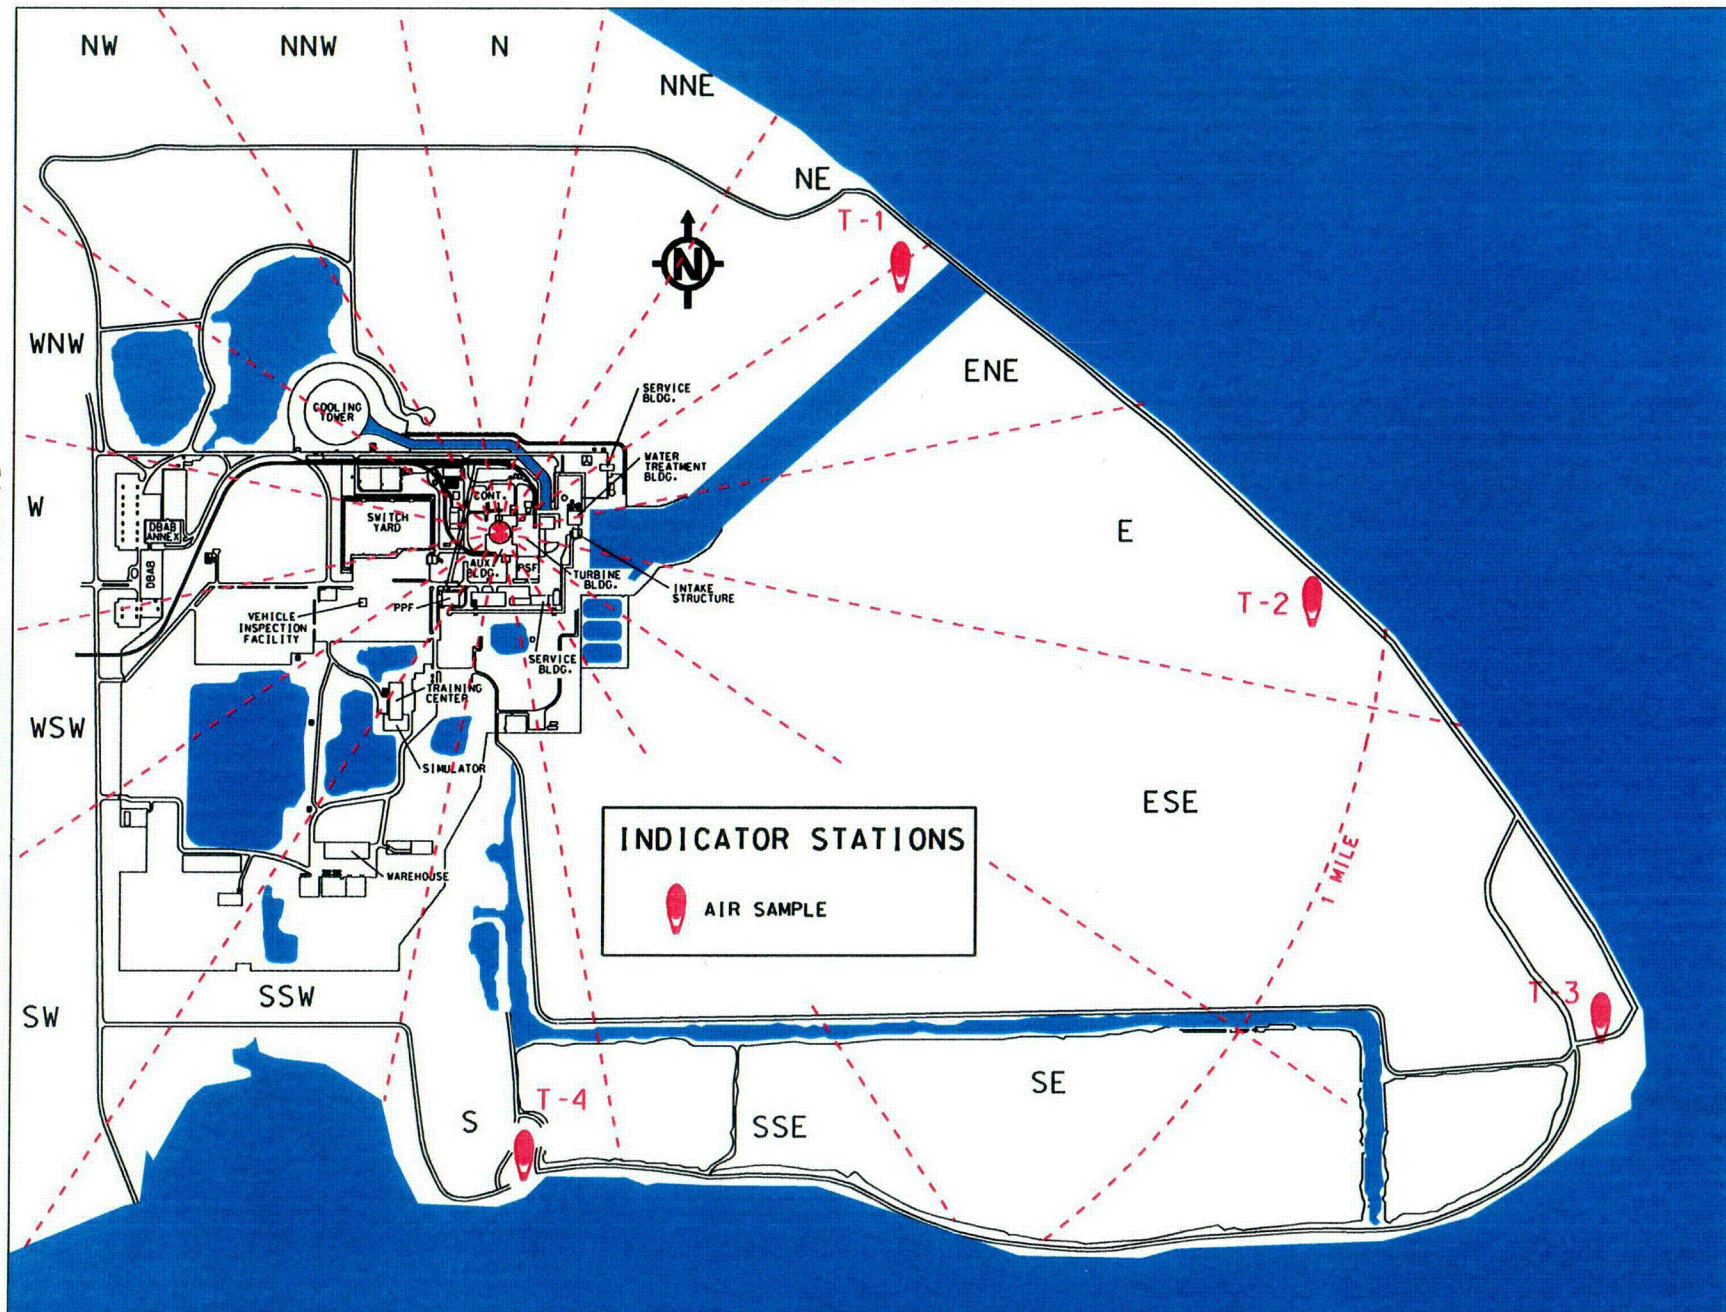 NW
NNW
N
NNE
NE
T-1
N
WNW
ENE
SERVICE
BLDG.
COOLING
TOWER
WATER
TREATMENT
BLDG.
W
CONT.
SWITCH
YARD
DBAB
ANNEX
E
DBAB
AUX.
BLDG.
PSF
TURBINE
BLDG.
INTAKE
STRUCTURE
T-2
PPF
VEHICLE
INSPECTION
FACILITY
SERVICE
BLDG.
TRAINING
CENTER
WSW
SIMULATOR
ESE
INDICATOR STATIONS
AIR SAMPLE
1 MILE
WAREHOUSE
SSW
T-3
SW
SE
T-4
S
SSE